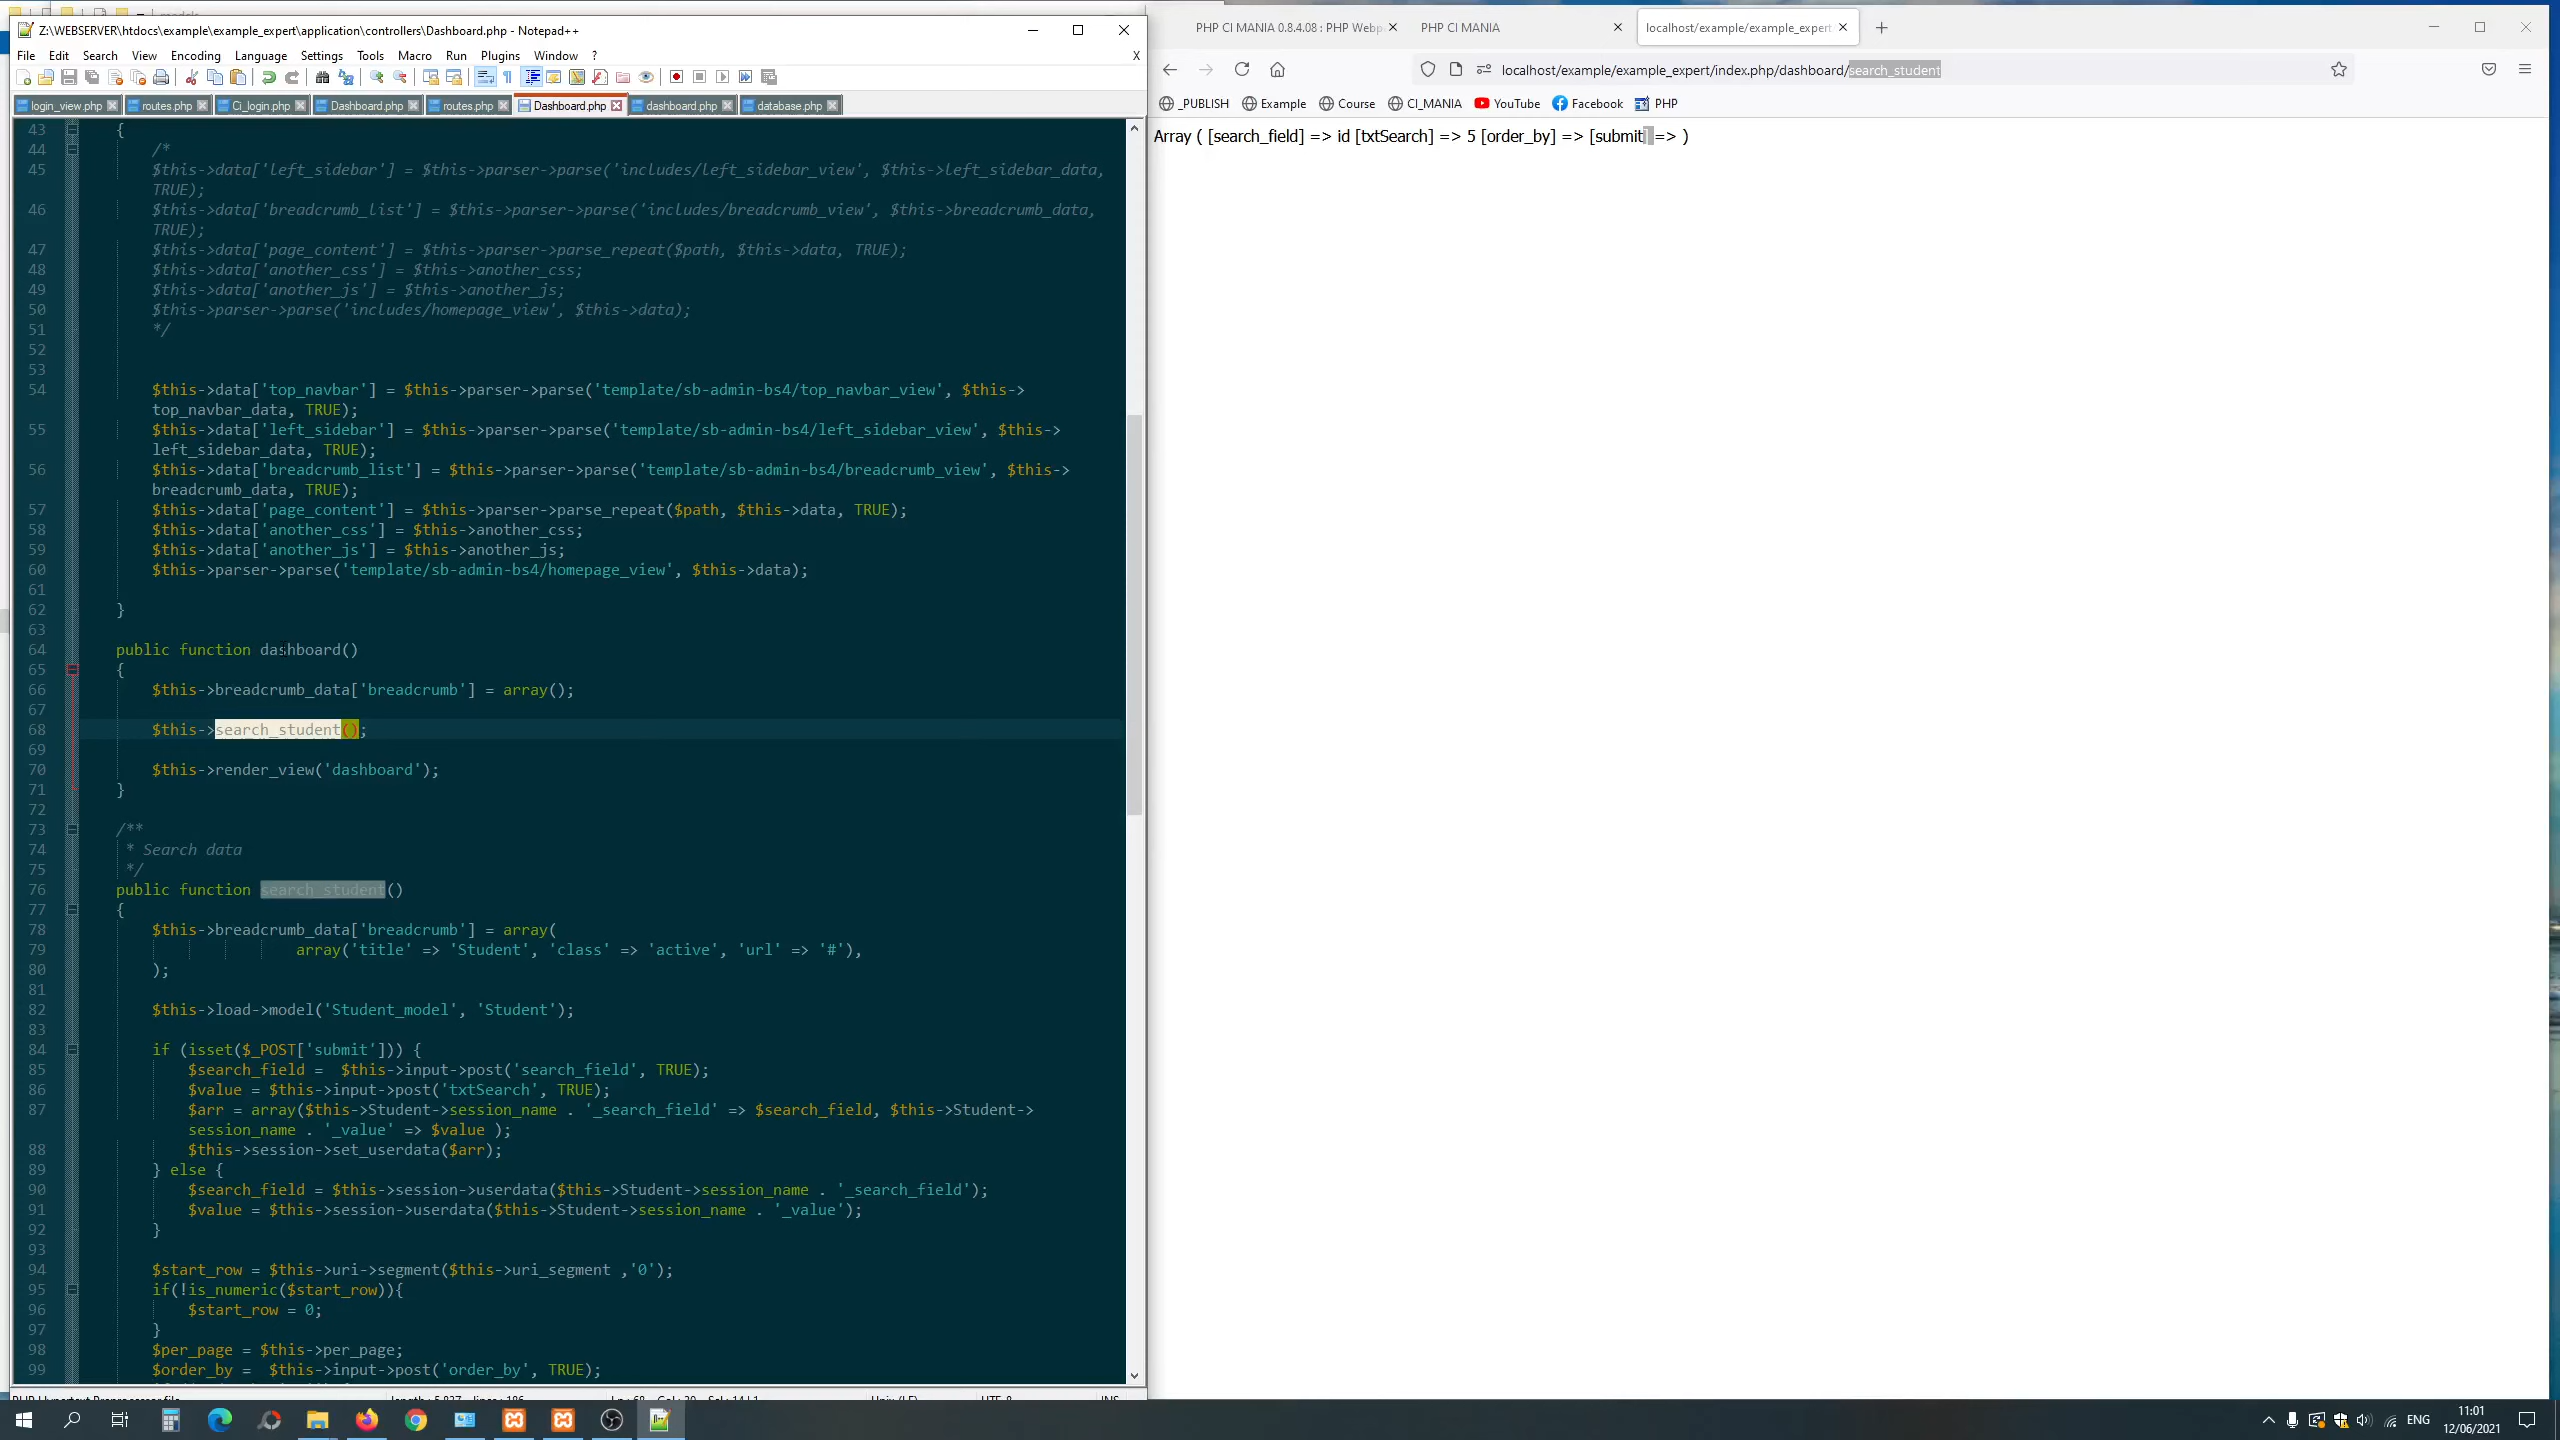 models
Z:\WEBSERVER\htdocs\example\example_expert\application\controllers\Dashboard.php - Notepad++
File Edit Search View Encoding Language Settings Tools Macro Run Plugins Window ? X
login_view.php routes.php Ci_login.php Dashboard.php routes.php Dashboard.php dashboard.php database.php
43 {
44 /*
45 $this->data['left_sidebar'] = $this->parser->parse('includes/left_sidebar_view', $this->left_sidebar_data,
TRUE);
46 $this->data['breadcrumb_list'] = $this->parser->parse('includes/breadcrumb_view', $this->breadcrumb_data,
TRUE);
47 $this->data['page_content'] = $this->parser->parse_repeat($path, $this->data, TRUE);
48 $this->data['another_css'] = $this->another_css;
49 $this->data['another_js'] = $this->another_js;
50 $this->parser->parse('includes/homepage_view', $this->data);
51 */
52
53
54 $this->data['top_navbar'] = $this->parser->parse('template/sb-admin-bs4/top_navbar_view', $this->
top_navbar_data, TRUE);
55 $this->data['left_sidebar'] = $this->parser->parse('template/sb-admin-bs4/left_sidebar_view', $this->
left_sidebar_data, TRUE);
56 $this->data['breadcrumb_list'] = $this->parser->parse('template/sb-admin-bs4/breadcrumb_view', $this->
breadcrumb_data, TRUE);
57 $this->data['page_content'] = $this->parser->parse_repeat($path, $this->data, TRUE);
58 $this->data['another_css'] = $this->another_css;
59 $this->data['another_js'] = $this->another_js;
60 $this->parser->parse('template/sb-admin-bs4/homepage_view', $this->data);
61
62 }
63
64 public function dashboard()
65 {
66 $this->breadcrumb_data['breadcrumb'] = array();
67
68 $this->search_student();
69
70 $this->render_view('dashboard');
71 }
72
73 /**
74 * Search data
75 */
76 public function search_student()
77 {
78 $this->breadcrumb_data['breadcrumb'] = array(
79 array('title' => 'Student', 'class' => 'active', 'url' => '#'),
80 );
81
82 $this->load->model('Student_model', 'Student');
83
84 if (isset($_POST['submit'])) {
85 $search_field =  $this->input->post('search_field', TRUE);
86 $value = $this->input->post('txtSearch', TRUE);
87 $arr = array($this->Student->session_name . '_search_field' => $search_field, $this->Student->
session_name . '_value' => $value );
88 $this->session->set_userdata($arr);
89 } else {
90 $search_field = $this->session->userdata($this->Student->session_name . '_search_field');
91 $value = $this->session->userdata($this->Student->session_name . '_value');
92 }
93
94 $start_row = $this->uri->segment($this->uri_segment ,'0');
95 if(!is_numeric($start_row)){
96 $start_row = 0;
97 }
98 $per_page = $this->per_page;
99 $order_by =  $this->input->post('order_by', TRUE);
PHP CI MANIA 0.8.4.08 : PHP Webp PHP CI MANIA localhost/example/example_expert
localhost/example/example_expert/index.php/dashboard/search_student
_PUBLISH Example Course CI_MANIA YouTube Facebook PHP
Array ( [search_field] => id [txtSearch] => 5 [order_by] => [submit] => )
ENG
11:01
12/06/2021